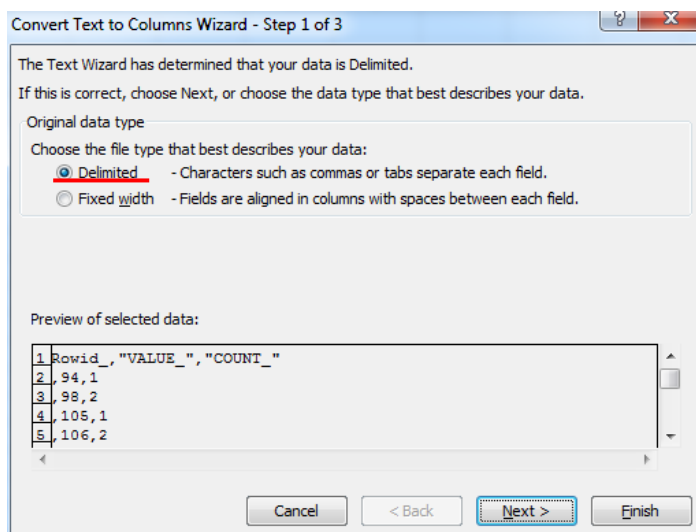 Convert Text to Columns Wizard - Step 1 of 3
?
The Text Wizard has determined that your data is Delimited.
If this is correct, choose Next, or choose the data type that best describes your data.
Original data type
Choose the file type that best describes your data:
Delimited - Characters such as commas or tabs separate each field.
Fixed width - Fields are aligned in columns with spaces between each field.
Preview of selected data:
1 Rowid_,"VALUE_","COUNT_"
2 ,94,1
3 ,98,2
4 ,105,1
5 ,106,2
Cancel < Back Next > Finish